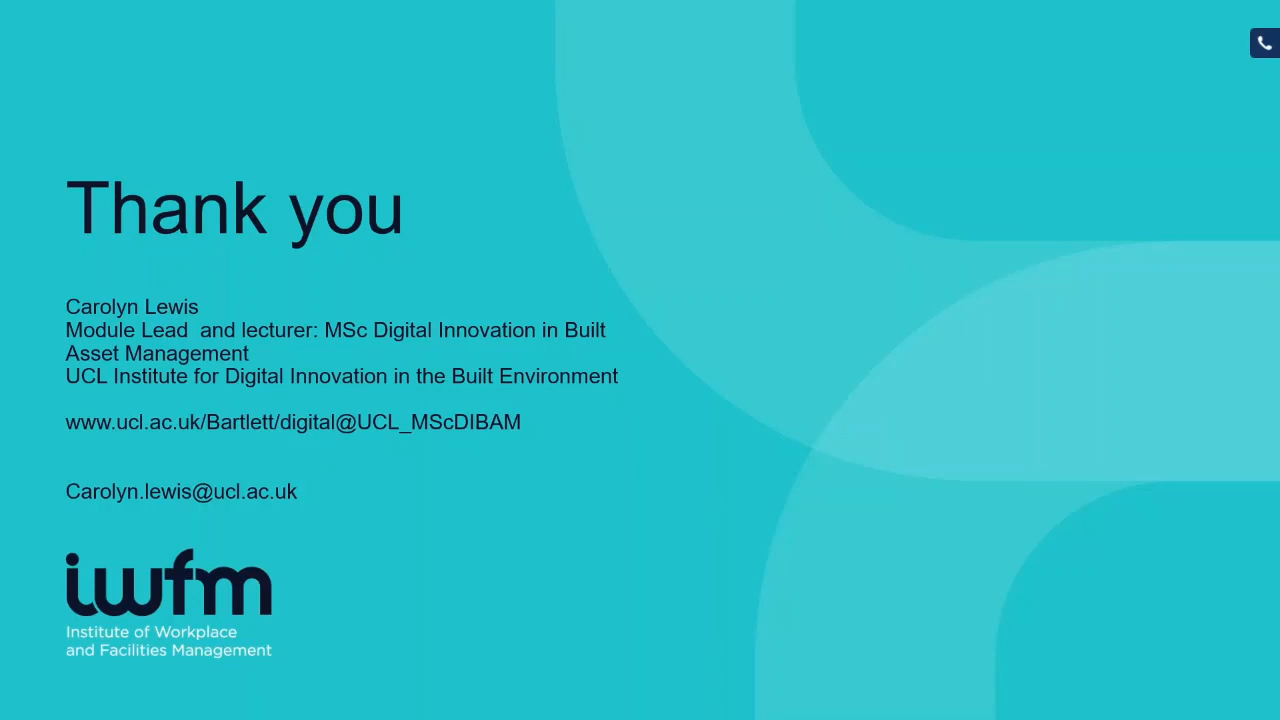 Thank you
Carolyn Lewis
Module Lead  and lecturer: MSc Digital Innovation in Built
Asset Management
UCL Institute for Digital Innovation in the Built Environment
www.ucl.ac.uk/Bartlett/digital@UCL_MScDIBAM
Carolyn.lewis@ucl.ac.uk
iwfm
Institute of Workplace
and Facilities Management